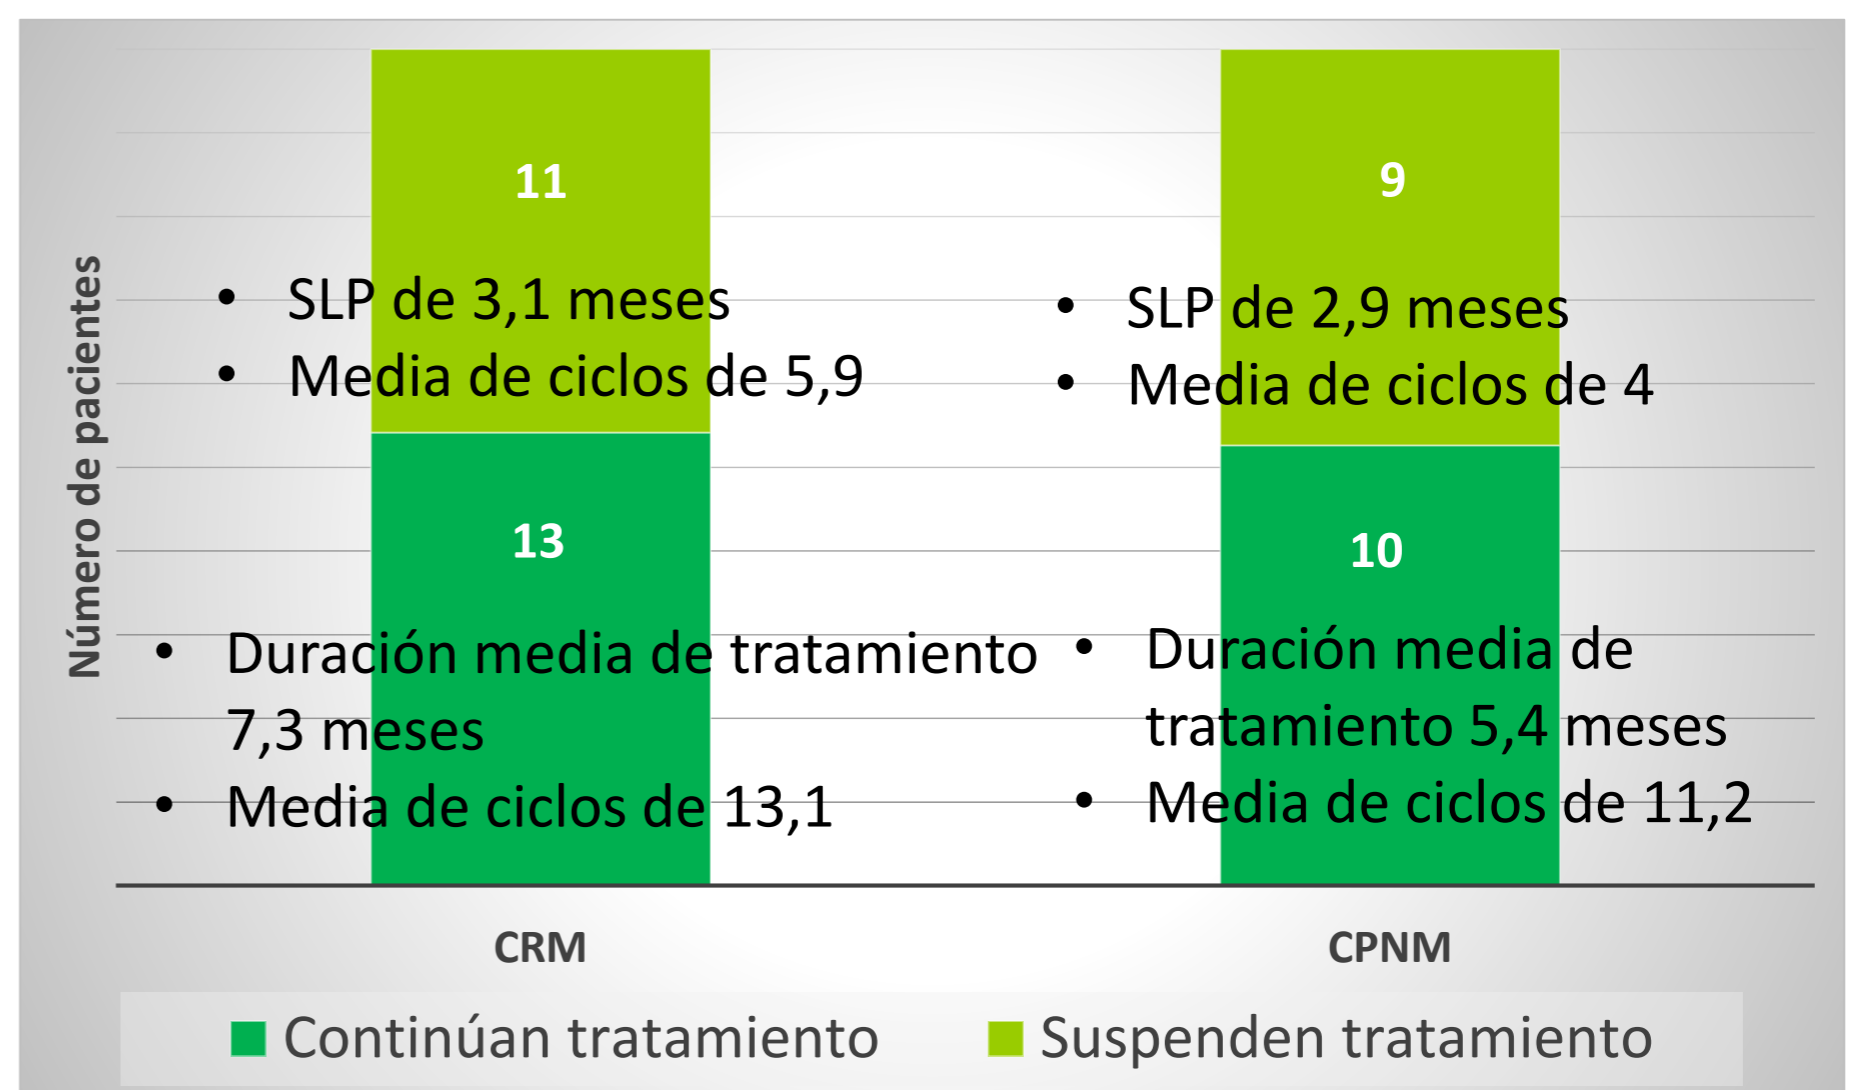 Número de pacientes
11
• SLP de 3,1 meses
• Media de ciclos de 5,9
13
• Duración media de tratamiento
7,3 meses
• Media de ciclos de 13,1
CRM
9
• SLP de 2,9 meses
• Media de ciclos de 4
10
• Duración media de
tratamiento 5,4 meses
• Media de ciclos de 11,2
CPNM
Continúan tratamiento
Suspenden tratamiento